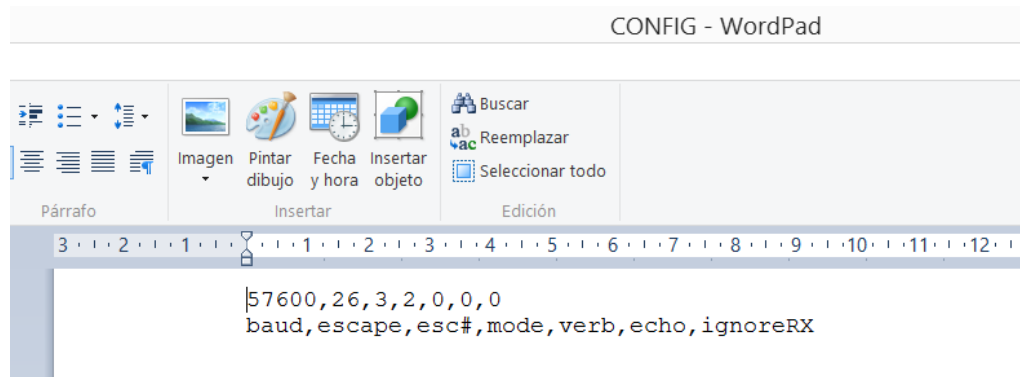 CONFIG - WordPad
Imagen
Pintar dibujo
Fecha y hora
Insertar objeto
Buscar
Reemplazar
Seleccionar todo
Párrafo
Insertar
Edición
3 2 1 1 2 3 4 5 6 7 8 9 10 11 12
57600,26,3,2,0,0,0
baud,escape,esc#,mode,verb,echo,ignoreRX